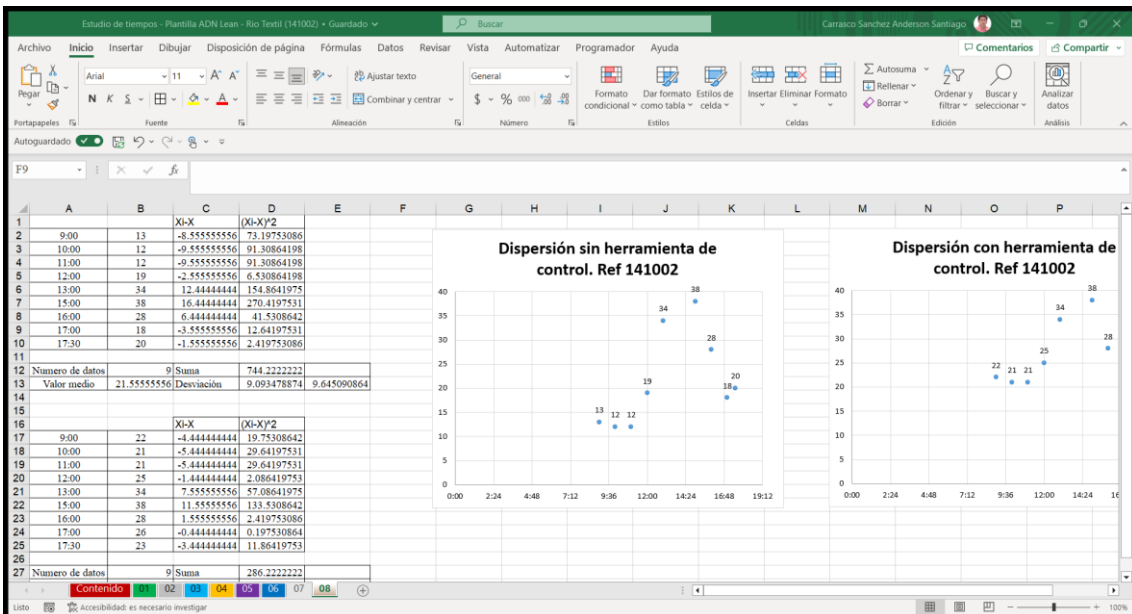 Estudio de tiempos - Plantilla ADN Lean - Rio Textil (141002) • Guardado
Buscar
Carrasco Sanchez Anderson Santiago
Archivo Inicio Insertar Dibujar Disposición de página Fórmulas Datos Revisar Vista Automatizar Programador Ayuda Comentarios Compartir
Pegar
Arial 11 A A
N K S A
Ajustar texto
Combinar y centrar
General
$ % 000
Formato condicional Dar formato como tabla Estilos de celda
Insertar Eliminar Formato
Autosuma
Rellenar
Borrar
Ordenar y filtrar Buscar y seleccionar
Analizar datos
Portapapeles Fuente Alineación Número Estilos Celdas Edición Análisis
Autoguardado
F9 fx
A B C D E F G H I J K L M N O P
1 Xi-X (Xi-X)^2
2 9:00 13 -8.555555556 73.19753086
3 10:00 12 -9.555555556 91.30864198
4 11:00 12 -9.555555556 91.30864198
5 12:00 19 -2.555555556 6.530864198
6 13:00 34 12.44444444 154.8641975
7 15:00 38 16.44444444 270.4197531
8 16:00 28 6.444444444 41.5308642
9 17:00 18 -3.555555556 12.64197531
10 17:30 20 -1.555555556 2.419753086
11
12 Numero de datos 9 Suma 744.2222222
13 Valor medio 21.55555556 Desviación 9.093478874 9.645090864
14
15
16 Xi-X (Xi-X)^2
17 9:00 22 -4.444444444 19.75308642
18 10:00 21 -5.444444444 29.64197531
19 11:00 21 -5.444444444 29.64197531
20 12:00 25 -1.444444444 2.086419753
21 13:00 34 7.555555556 57.08641975
22 15:00 38 11.55555556 133.5308642
23 16:00 28 1.555555556 2.419753086
24 17:00 26 -0.444444444 0.197530864
25 17:30 23 -3.444444444 11.86419753
26
27 Numero de datos 9 Suma 286.2222222
Dispersión sin herramienta de
control. Ref 141002
40
35
30
25
20
15
10
5
0
13 12 12 19 34 38 28 18 20
0:00 2:24 4:48 7:12 9:36 12:00 14:24 16:48 19:12
Dispersión con herramienta de
control. Ref 141002
40
35
30
25
20
15
10
5
0
22 21 21 25 34 38 28
0:00 2:24 4:48 7:12 9:36 12:00 14:24 16
Contenido 01 02 03 04 05 06 07 08
Listo Accesibilidad: es necesario investigar 100%